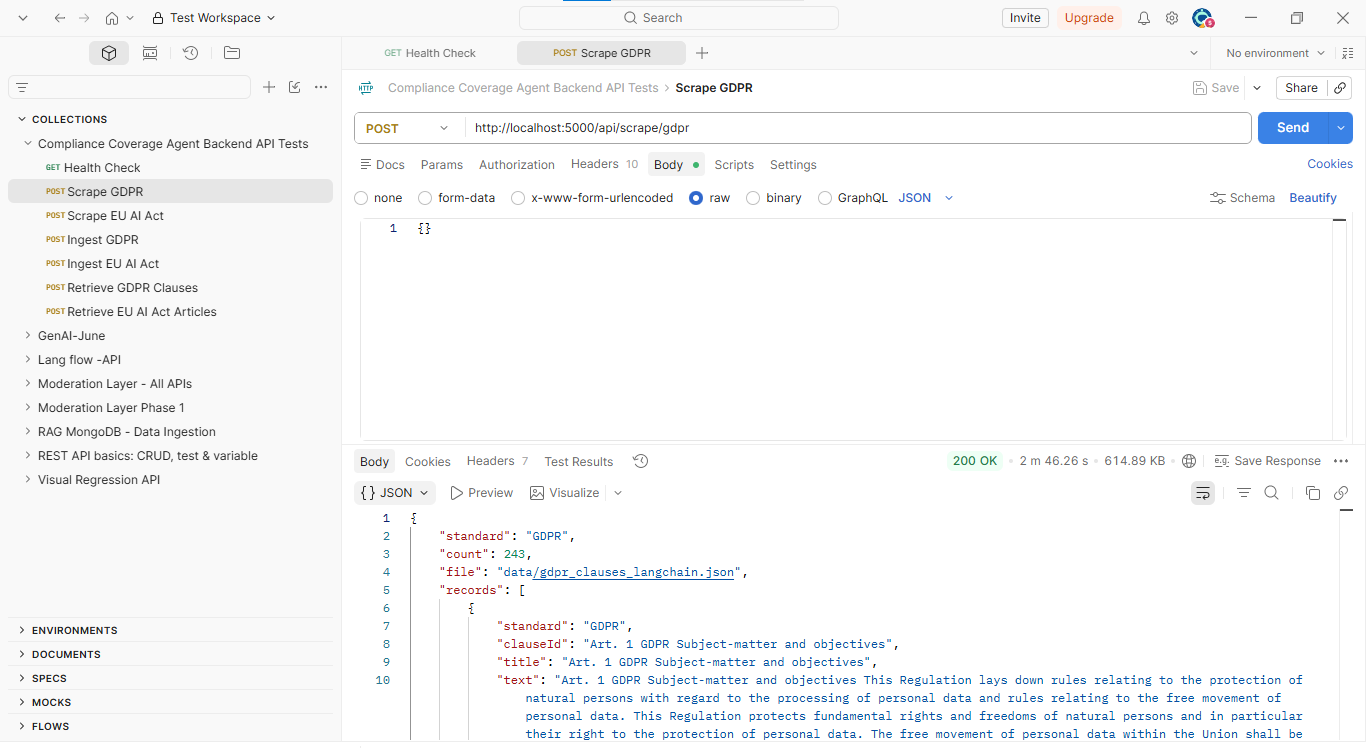 Test Workspace
Search
Invite
Upgrade
GET Health Check
POST Scrape GDPR
No environment
HTTP
Compliance Coverage Agent Backend API Tests > Scrape GDPR
Save
Share
COLLECTIONS
Compliance Coverage Agent Backend API Tests
GET Health Check
POST Scrape GDPR
POST Scrape EU AI Act
POST Ingest GDPR
POST Ingest EU AI Act
POST Retrieve GDPR Clauses
POST Retrieve EU AI Act Articles
GenAI-June
Lang flow -API
Moderation Layer - All APIs
Moderation Layer Phase 1
RAG MongoDB - Data Ingestion
REST API basics: CRUD, test & variable
Visual Regression API
ENVIRONMENTS
DOCUMENTS
SPECS
MOCKS
FLOWS
POST http://localhost:5000/api/scrape/gdpr
Send
Docs Params Authorization Headers 10 Body Scripts Settings Cookies
none form-data x-www-form-urlencoded raw binary GraphQL JSON Schema Beautify
1 {}
Body Cookies Headers 7 Test Results 200 OK • 2 m 46.26 s • 614.89 KB • e.g. Save Response
{} JSON Preview Visualize
1 {
2 "standard": "GDPR",
3 "count": 243,
4 "file": "data/gdpr_clauses_langchain.json",
5 "records": [
6 {
7 "standard": "GDPR",
8 "clauseId": "Art. 1 GDPR Subject-matter and objectives",
9 "title": "Art. 1 GDPR Subject-matter and objectives",
10 "text": "Art. 1 GDPR Subject-matter and objectives This Regulation lays down rules relating to the protection of
natural persons with regard to the processing of personal data and rules relating to the free movement of
personal data. This Regulation protects fundamental rights and freedoms of natural persons and in particular
their right to the protection of personal data. The free movement of personal data within the Union shall be